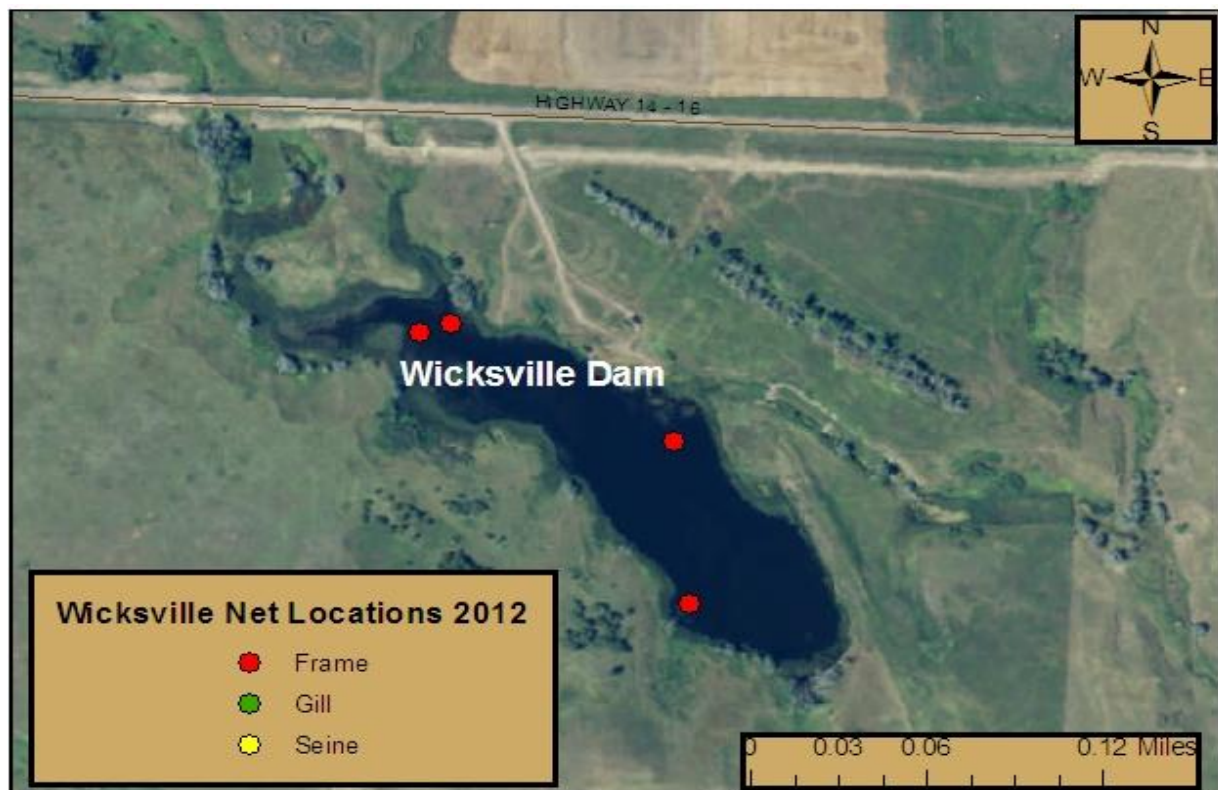 N
W E
S
HIGHWAY 14 - 16
Wicksville Dam
Wicksville Net Locations 2012
Frame
Gill
Seine
0 0.03 0.06 0.12 Miles